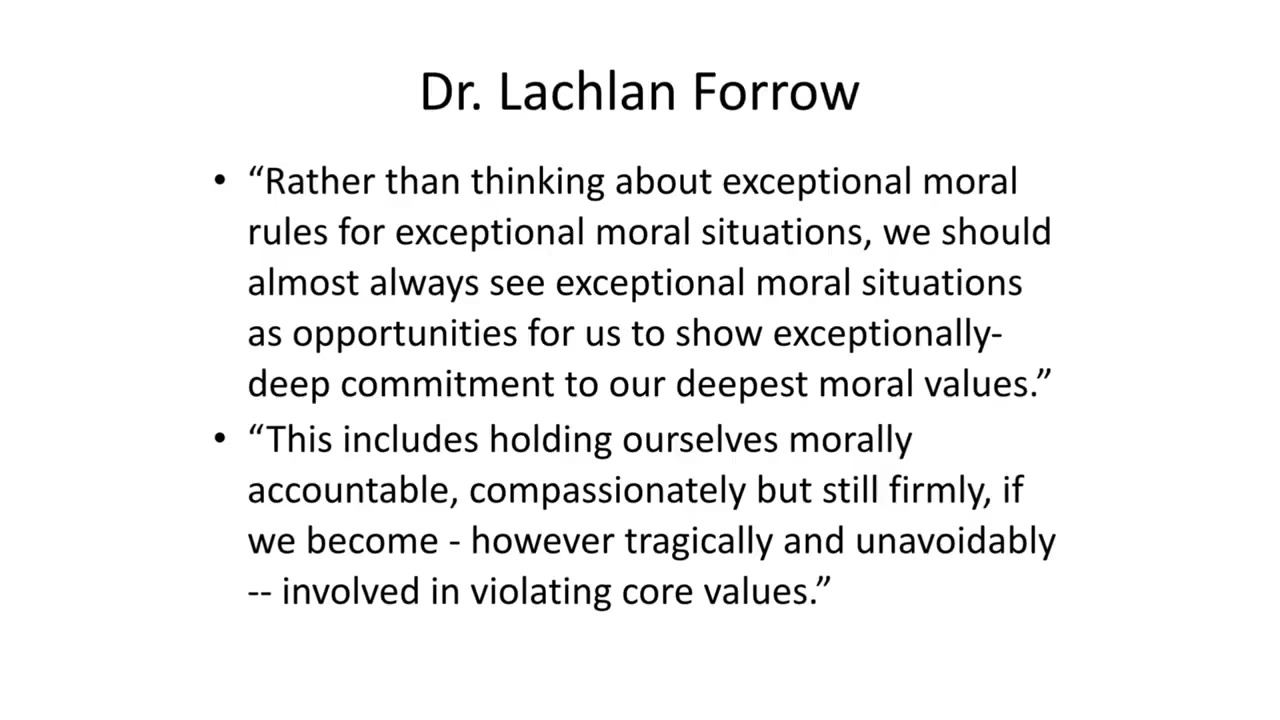 Dr. Lachlan Forrow
• “Rather than thinking about exceptional moral
rules for exceptional moral situations, we should
almost always see exceptional moral situations
as opportunities for us to show exceptionally-
deep commitment to our deepest moral values.”
• “This includes holding ourselves morally
accountable, compassionately but still firmly, if
we become - however tragically and unavoidably
-- involved in violating core values.”